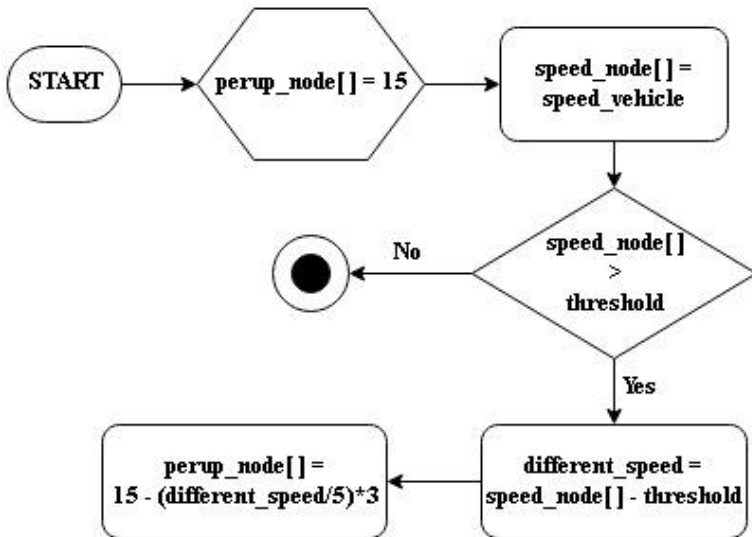 START
perup_node[] = 15
speed_node[] =
speed_vehicle
speed_node[]
>
threshold
No
Yes
different_speed =
speed_node[] - threshold
perup_node[] =
15 - (different_speed/5)*3